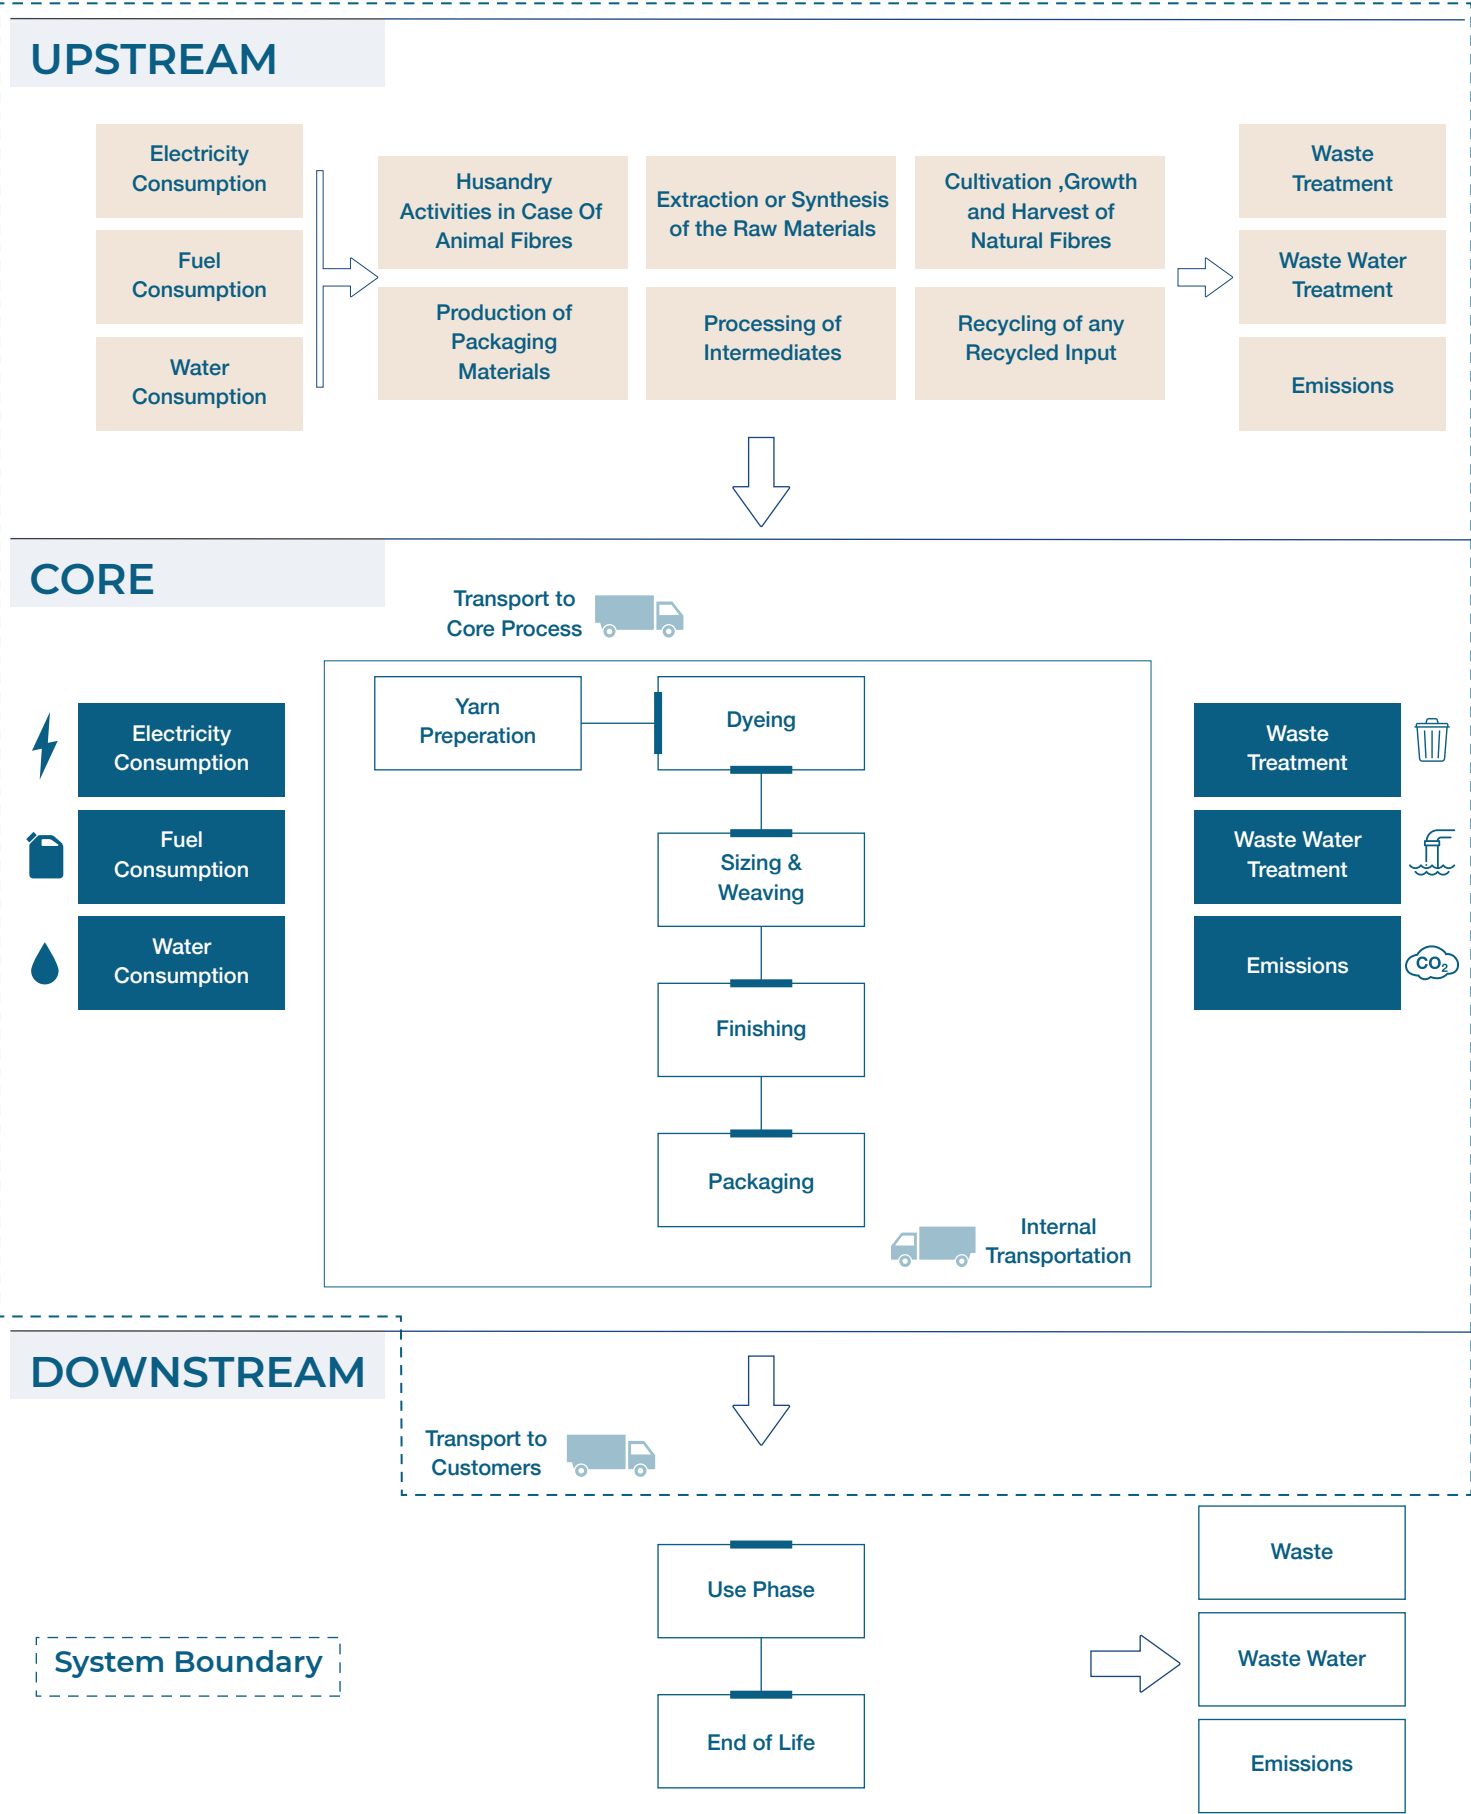 UPSTREAM
Electricity
Consumption
Fuel
Consumption
Water
Consumption
Husandry
Activities in Case Of
Animal Fibres
Extraction or Synthesis
of the Raw Materials
Cultivation ,Growth
and Harvest of
Natural Fibres
Production of
Packaging
Materials
Processing of
Intermediates
Recycling of any
Recycled Input
Waste
Treatment
Waste Water
Treatment
Emissions
CORE
Transport to
Core Process
Electricity
Consumption
Fuel
Consumption
Water
Consumption
Yarn
Preperation
Dyeing
Sizing &
Weaving
Finishing
Packaging
Internal
Transportation
Waste
Treatment
Waste Water
Treatment
Emissions
CO2
DOWNSTREAM
Transport to
Customers
Use Phase
End of Life
Waste
Waste Water
Emissions
System Boundary